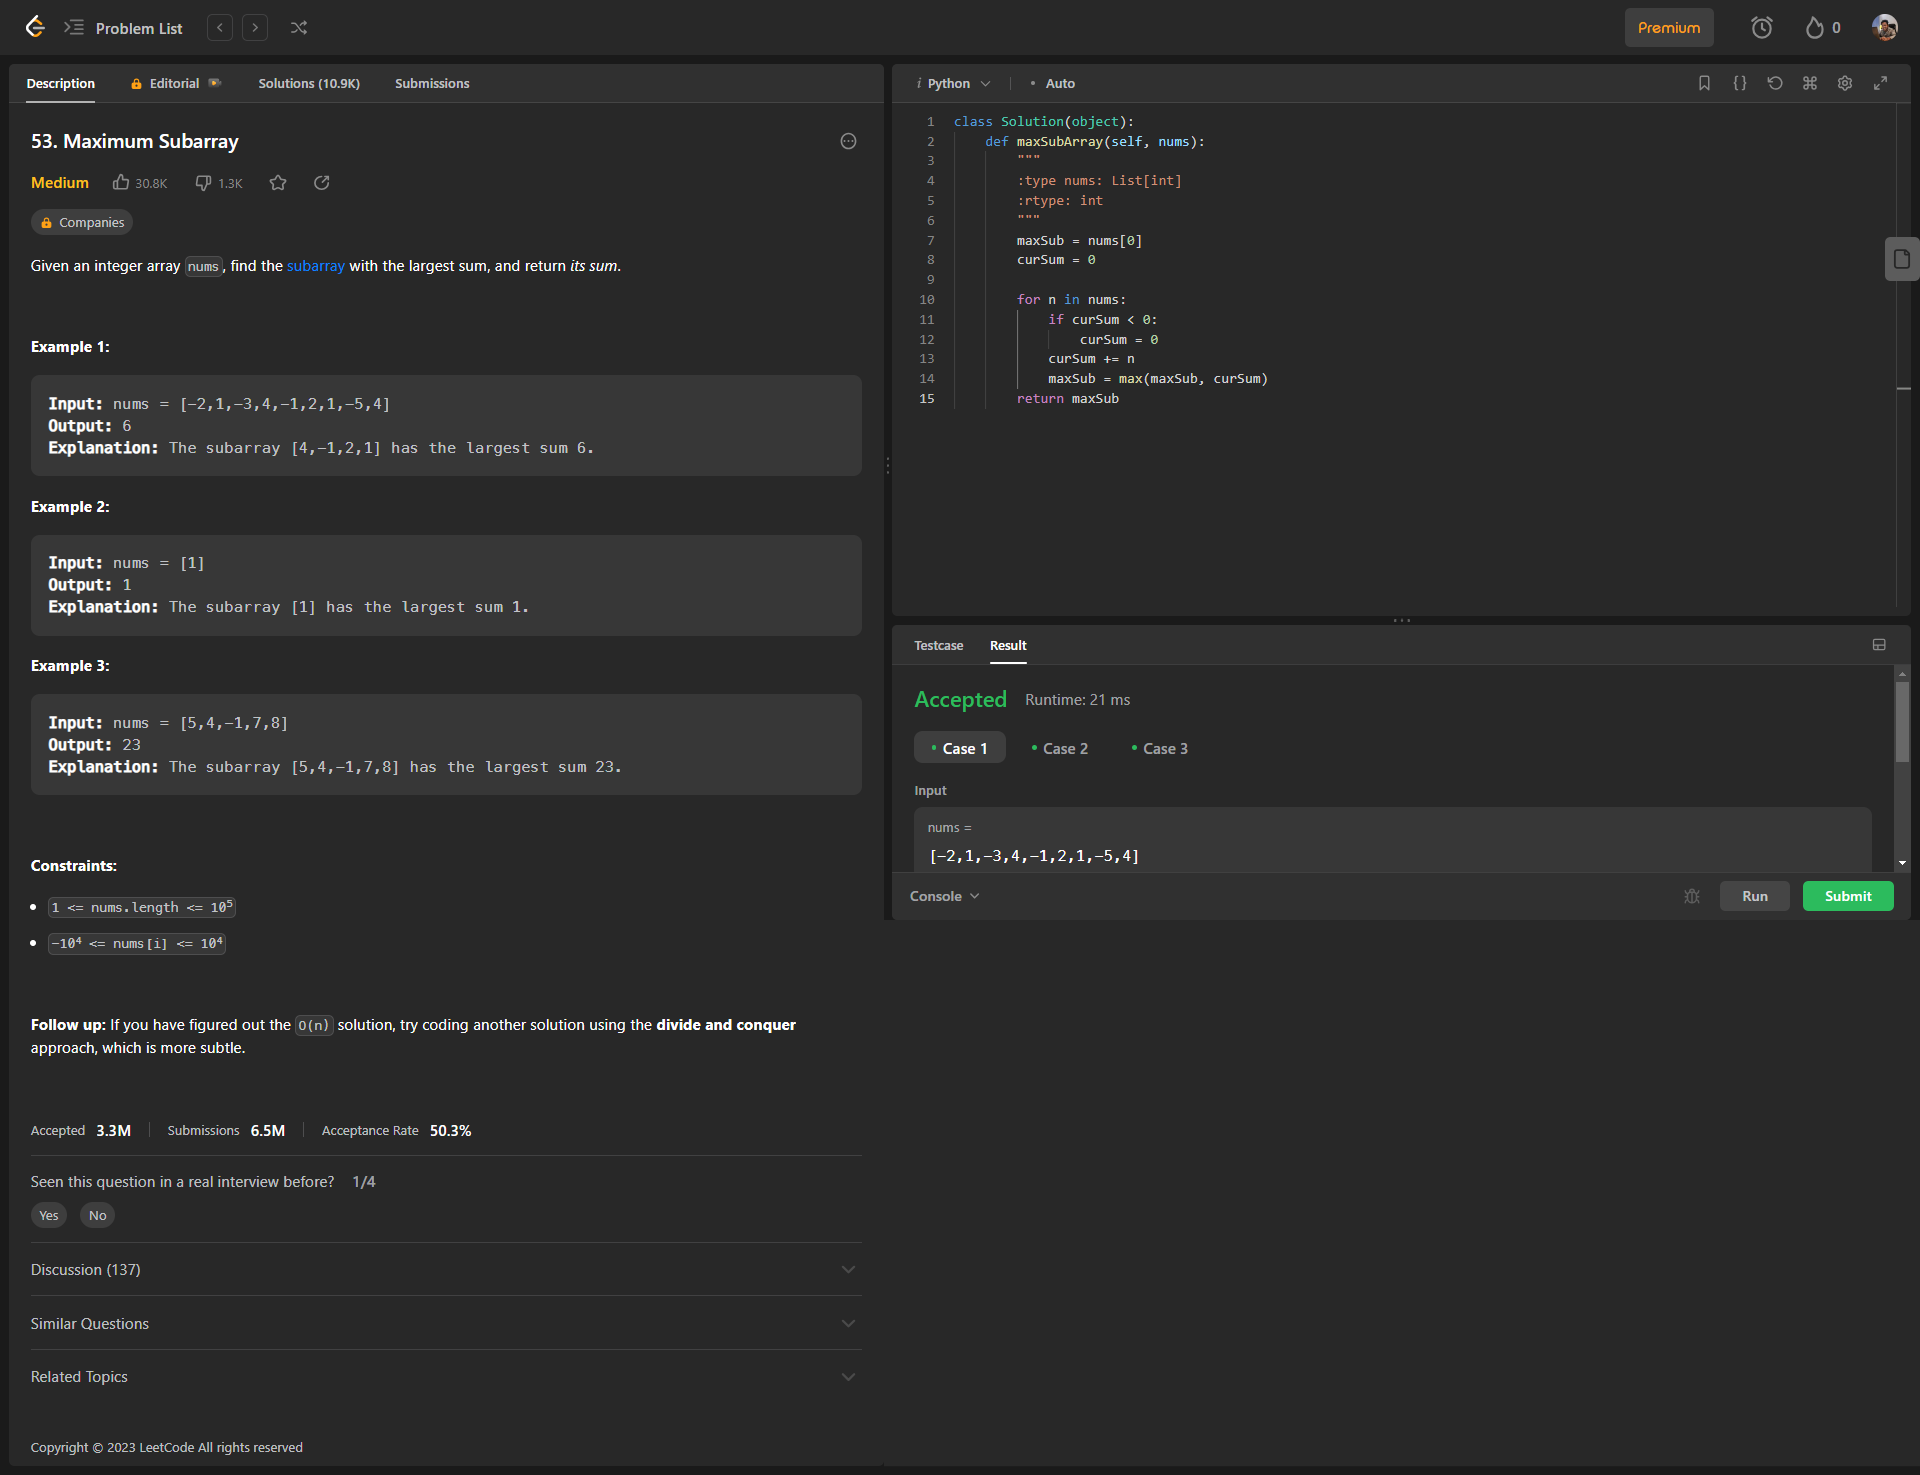 Problem List
Premium
0
Description
Editorial
Solutions (10.9K)
Submissions
53. Maximum Subarray
Medium
30.8K
1.3K
Companies
Given an integer array nums, find the subarray with the largest sum, and return its sum.
Example 1:
Input: nums = [-2,1,-3,4,-1,2,1,-5,4]
Output: 6
Explanation: The subarray [4,-1,2,1] has the largest sum 6.
Example 2:
Input: nums = [1]
Output: 1
Explanation: The subarray [1] has the largest sum 1.
Example 3:
Input: nums = [5,4,-1,7,8]
Output: 23
Explanation: The subarray [5,4,-1,7,8] has the largest sum 23.
Constraints:
• 1 <= nums.length <= 10⁵
• -10⁴ <= nums[i] <= 10⁴
Follow up: If you have figured out the O(n) solution, try coding another solution using the divide and conquer
approach, which is more subtle.
Accepted 3.3M
Submissions 6.5M
Acceptance Rate 50.3%
Seen this question in a real interview before? 1/4
Yes
No
Discussion (137)
Similar Questions
Related Topics
Copyright © 2023 LeetCode All rights reserved
i Python
• Auto
{}
1 class Solution(object):
2     def maxSubArray(self, nums):
3         """
4         :type nums: List[int]
5         :rtype: int
6         """
7         maxSub = nums[0]
8         curSum = 0
9
10         for n in nums:
11             if curSum < 0:
12                 curSum = 0
13             curSum += n
14             maxSub = max(maxSub, curSum)
15         return maxSub
Testcase
Result
Accepted
Runtime: 21 ms
• Case 1
• Case 2
• Case 3
Input
nums =
[-2,1,-3,4,-1,2,1,-5,4]
Console
Run
Submit